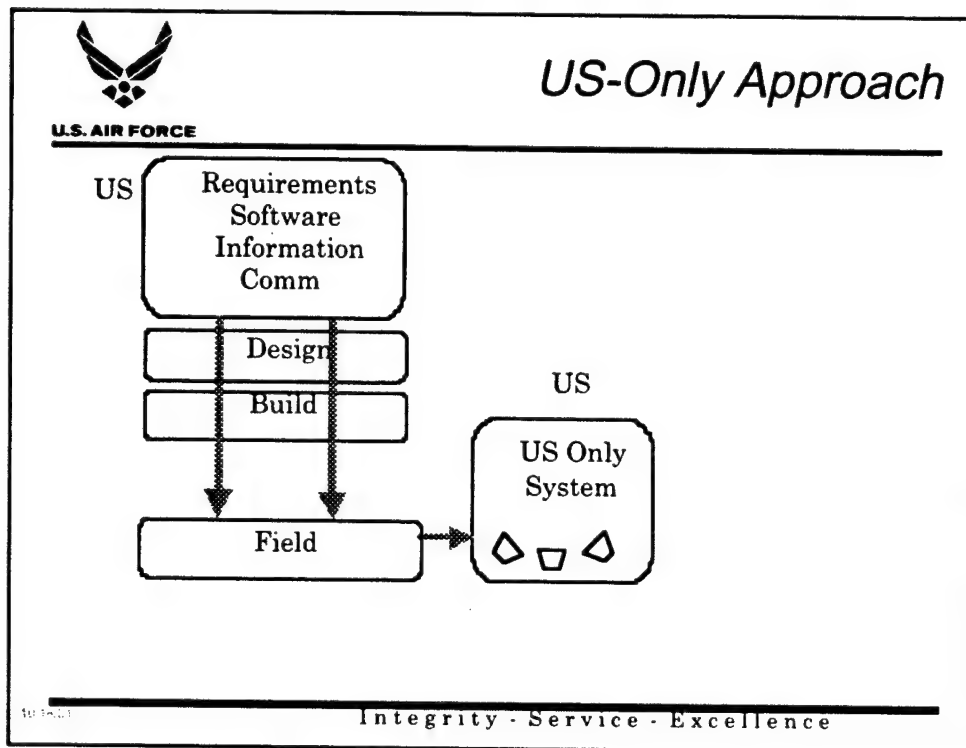 US-Only Approach
U.S. AIR FORCE
US
Requirements
Software
Information
Comm
Design
Build
US
US Only
System
Field
Integrity - Service - Excellence